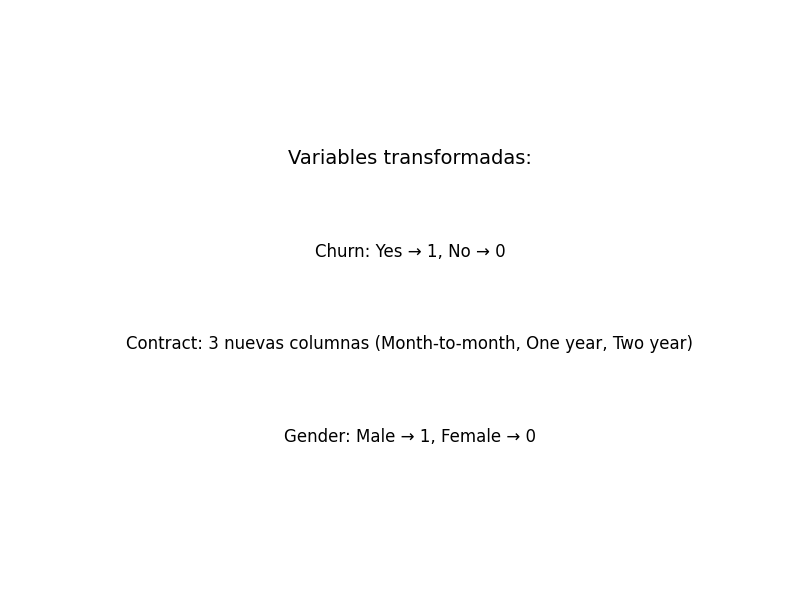 Variables transformadas:
Churn: Yes → 1, No → 0
Contract: 3 nuevas columnas (Month-to-month, One year, Two year)
Gender: Male → 1, Female → 0